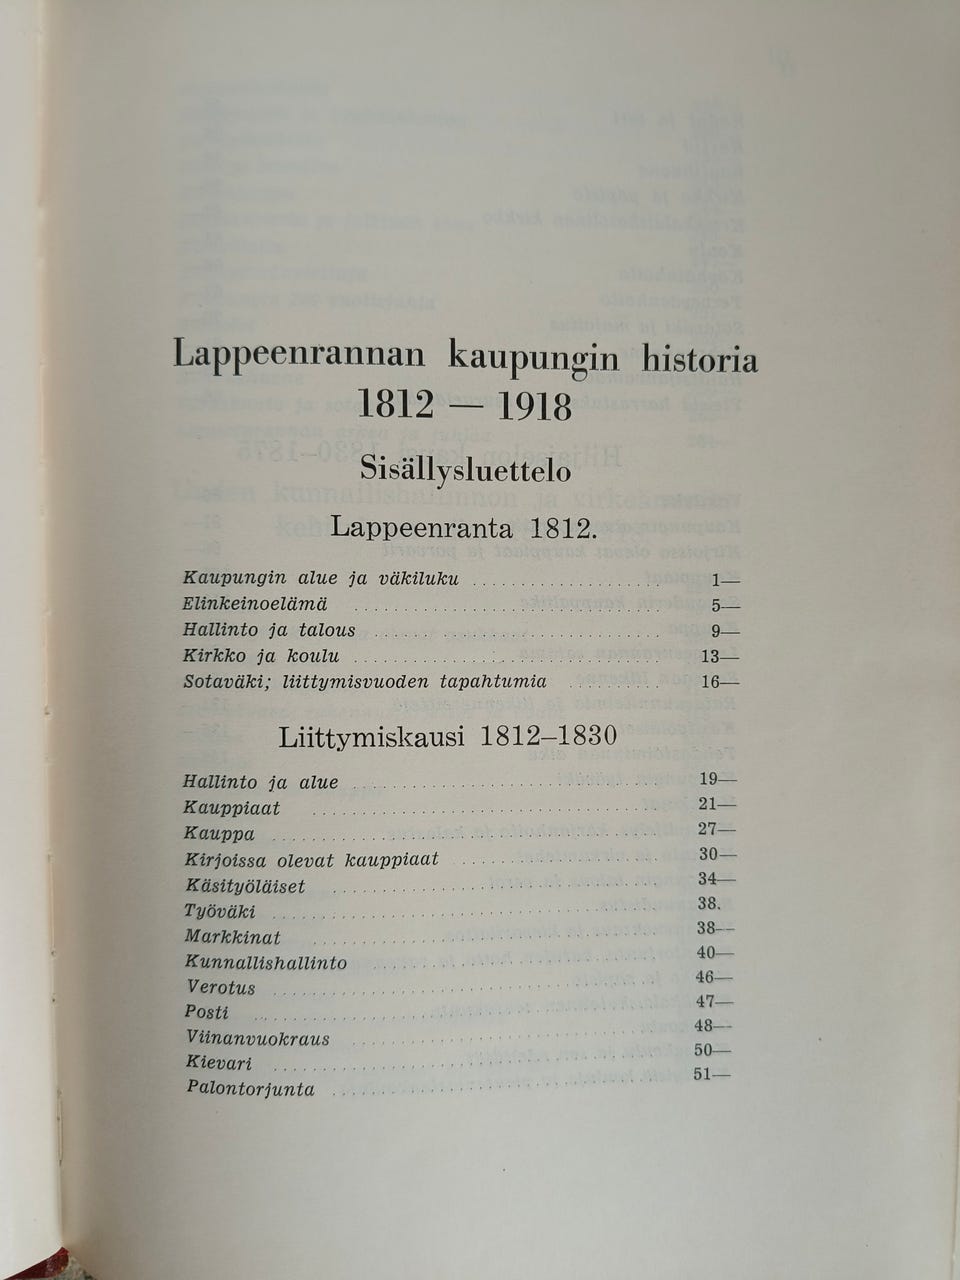 Lappeenrannan kaupungin historia
1812 — 1918
Sisällysluettelo
Lappeenranta 1812.
Kaupungin alue ja väkiluku .................... 1—
Elinkeinoelämä .................... 5—
Hallinto ja talous .................... 9—
Kirkko ja koulu .................... 13—
Sotaväki; liittymisvuoden tapahtumia .......... 16—
Liittymiskausi 1812–1830
Hallinto ja alue .................... 19—
Kauppiaat .................... 21—
Kauppa .................... 27—
Kirjoissa olevat kauppiaat .................... 30—
Käsityöläiset .................... 34—
Työväki .................... 38.
Markkinat .................... 38—
Kunnallishallinto .................... 40—
Verotus .................... 46—
Posti .................... 47—
Viinanvuokraus .................... 48—
Kievari .................... 50—
Palontorjunta .................... 51—